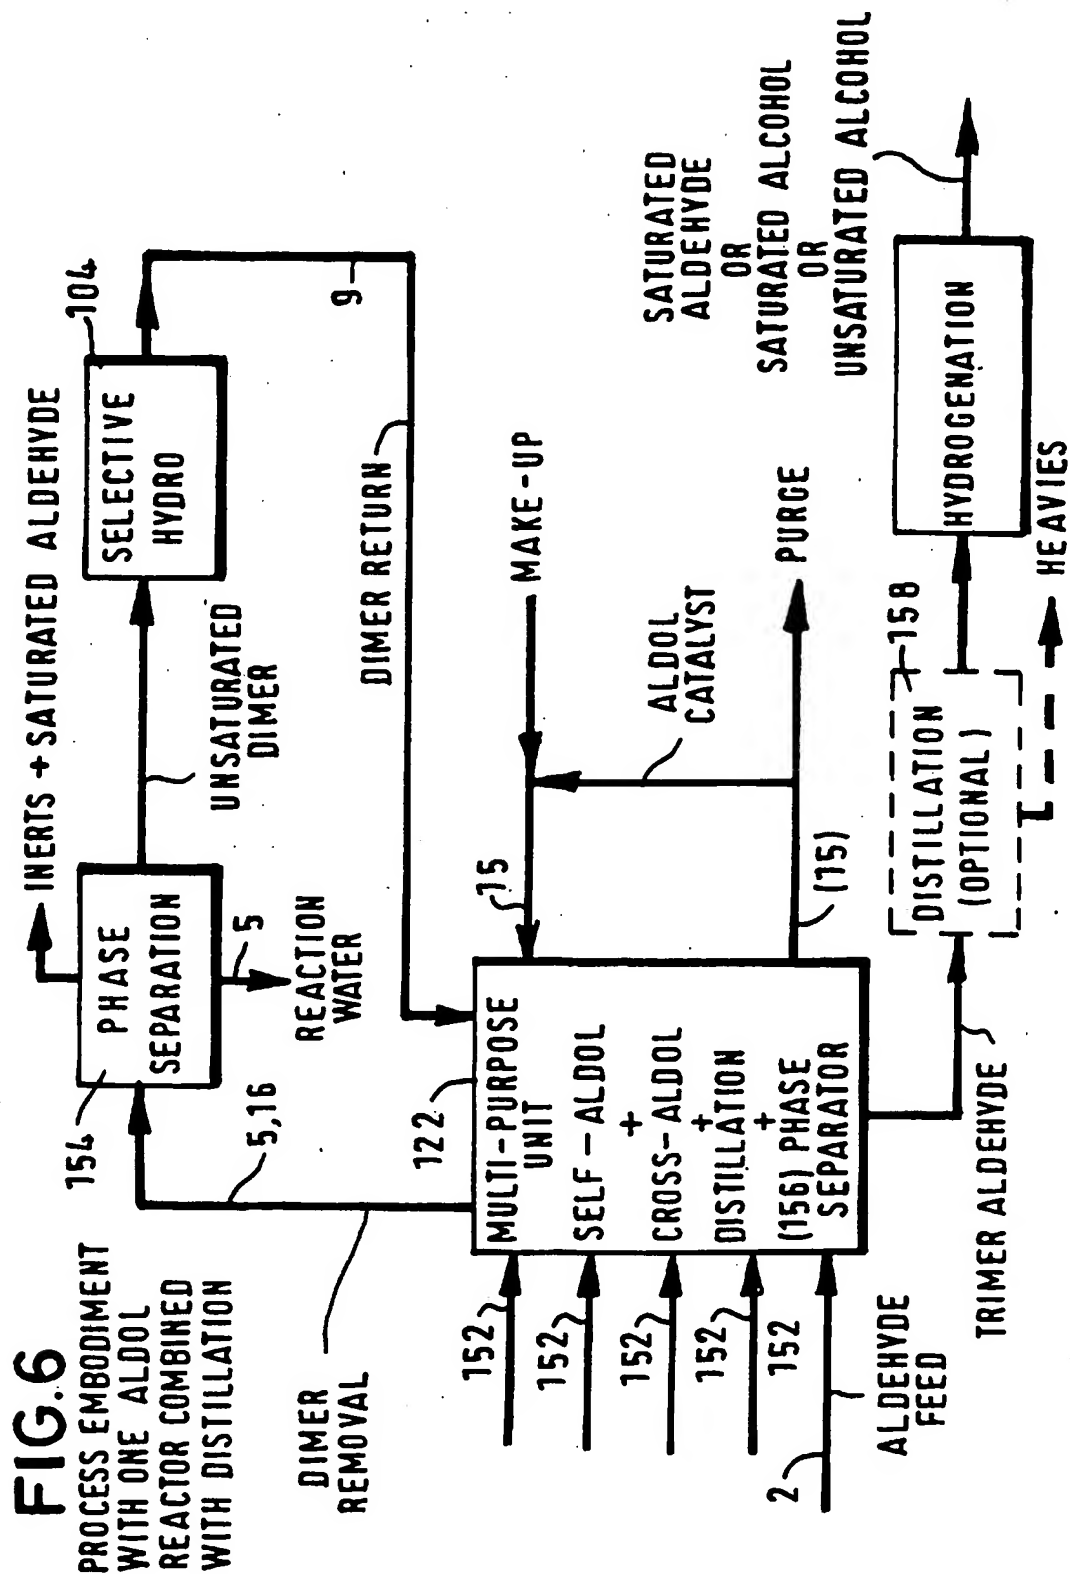 FIG.6
PROCESS EMBODIMENT
WITH ONE ALDOL
REACTOR COMBINED
WITH DISTILLATION
INERTS + SATURATED ALDEHYDE
154
PHASE
SEPARATION
5
REACTION
WATER
UNSATURATED
DIMER
104
SELECTIVE
HYDRO
9
DIMER RETURN
5,16
DIMER
REMOVAL
122
MULTI-PURPOSE
UNIT
SELF-ALDOL
+
CROSS-ALDOL
+
DISTILLATION
+
(156) PHASE
SEPARATOR
152
152
152
152
152
2
ALDEHYDE
FEED
15
MAKE-UP
ALDOL
CATALYST
(15)
PURGE
TRIMER ALDEHYDE
158
DISTILLATION
(OPTIONAL)
HEAVIES
HYDROGENATION
SATURATED
ALDEHYDE
OR
SATURATED ALCOHOL
OR
UNSATURATED ALCOHOL